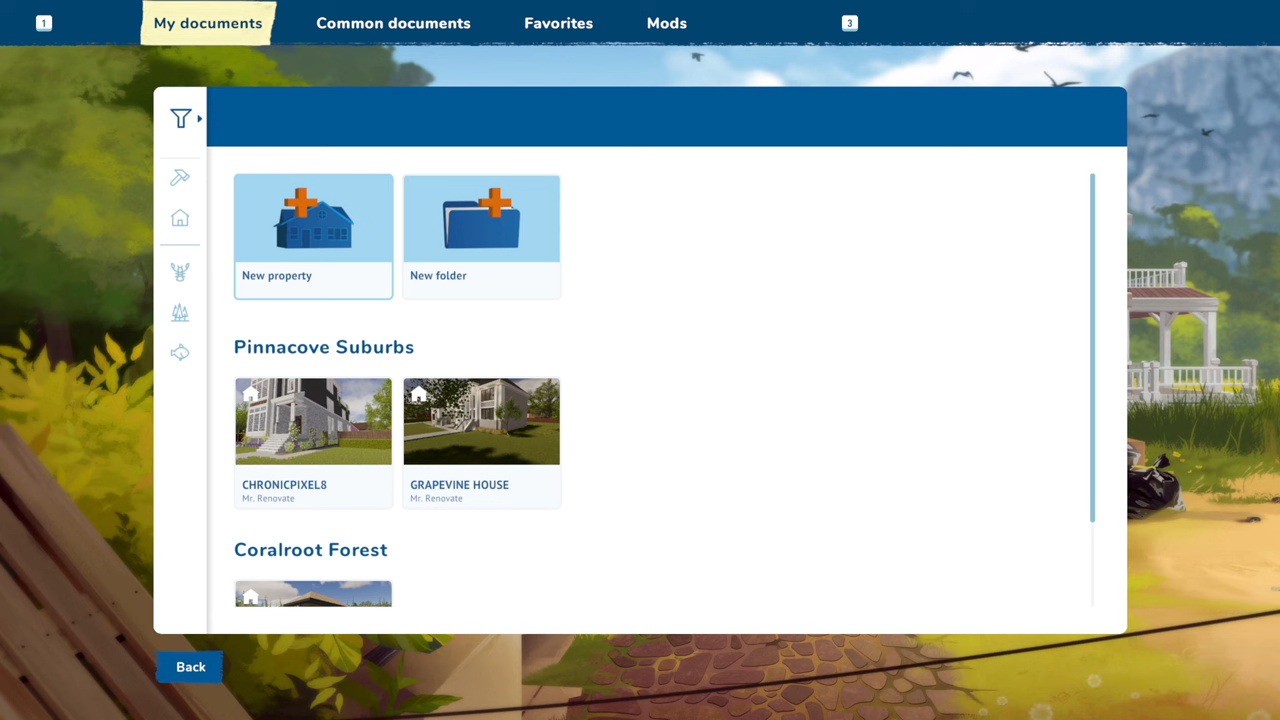 1
My documents
Common documents
Favorites
Mods
3
New property
New folder
Pinnacove Suburbs
CHRONICPIXEL8
Mr. Renovate
GRAPEVINE HOUSE
Mr. Renovate
Coralroot Forest
Back